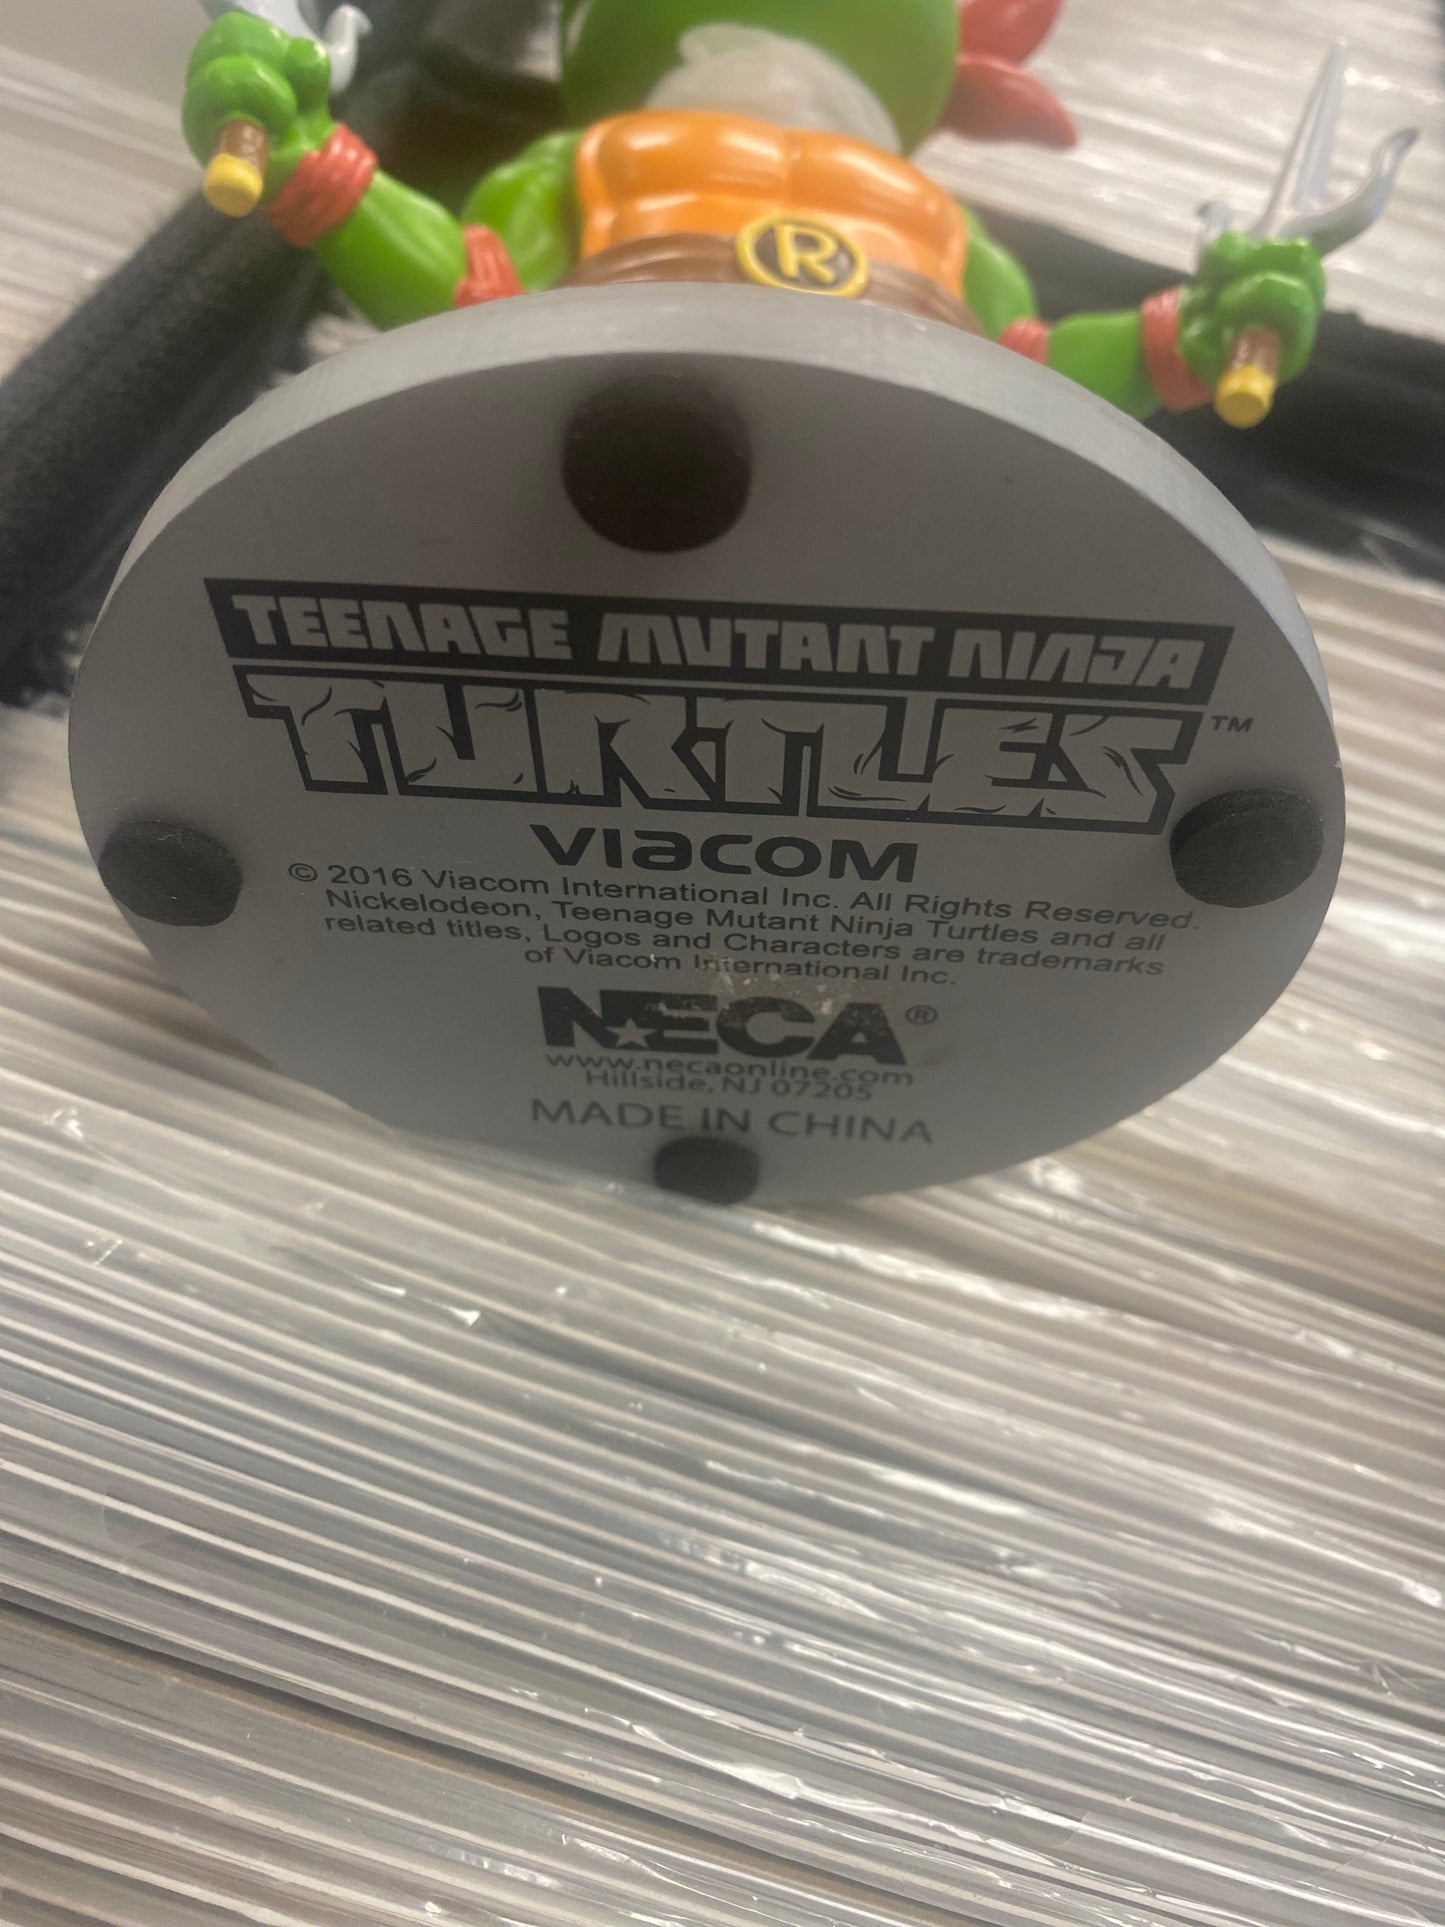 R
TEENAGE MUTANT NINJA
TURTLES™
VIACOM
© 2016 Viacom International Inc. All Rights Reserved.
Nickelodeon, Teenage Mutant Ninja Turtles and all
related titles, Logos and Characters are trademarks
of Viacom International Inc.
NECA®
www.necaonline.com
Hillside, NJ 07205
MADE IN CHINA